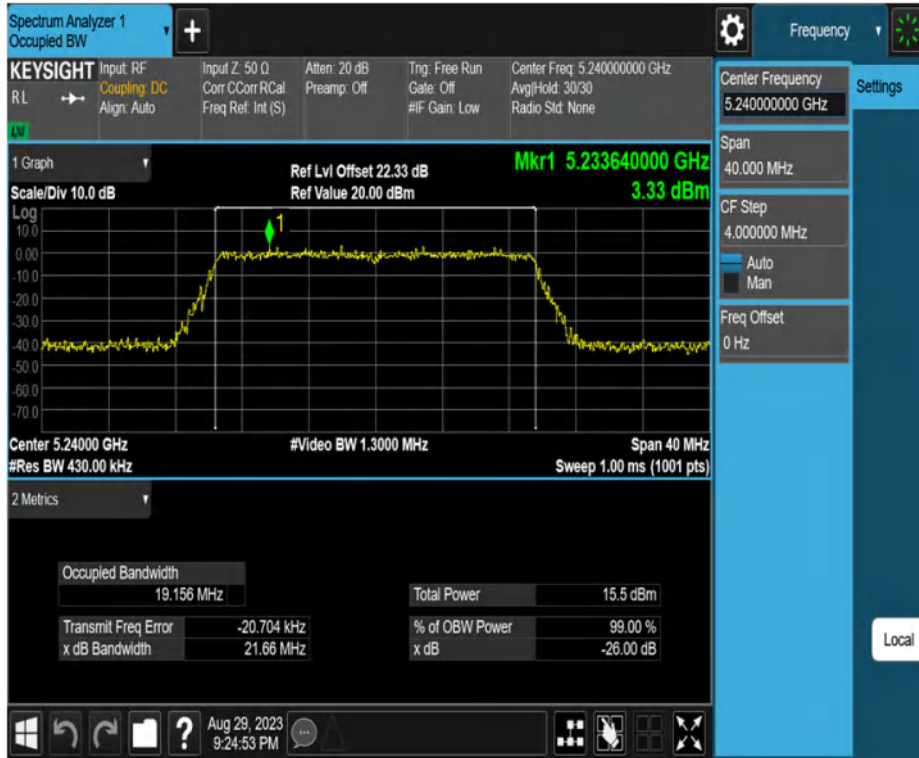 Spectrum Analyzer 1
Occupied BW
+
Frequency
KEYSIGHT
RL
LXI
Input: RF
Coupling: DC
Align: Auto
Input Z: 50 Ω
Corr CCorr RCal
Freq Ref: Int (S)
Atten: 20 dB
Preamp: Off
Trig: Free Run
Gate: Off
#IF Gain: Low
Center Freq: 5.240000000 GHz
Avg|Hold: 30/30
Radio Std: None
Center Frequency
5.240000000 GHz
Settings
Span
40.000 MHz
CF Step
4.000000 MHz
Auto
Man
Freq Offset
0 Hz
Local
1 Graph
Scale/Div 10.0 dB
Ref Lvl Offset 22.33 dB
Ref Value 20.00 dBm
Mkr1 5.233640000 GHz
3.33 dBm
Log
10.0
0.00
-10.0
-20.0
-30.0
-40.0
-50.0
-60.0
-70.0
1
Center 5.24000 GHz
#Res BW 430.00 kHz
#Video BW 1.3000 MHz
Span 40 MHz
Sweep 1.00 ms (1001 pts)
2 Metrics
Occupied Bandwidth
19.156 MHz
Transmit Freq Error -20.704 kHz
x dB Bandwidth 21.66 MHz
Total Power 15.5 dBm
% of OBW Power 99.00 %
x dB -26.00 dB
?
Aug 29, 2023
9:24:53 PM